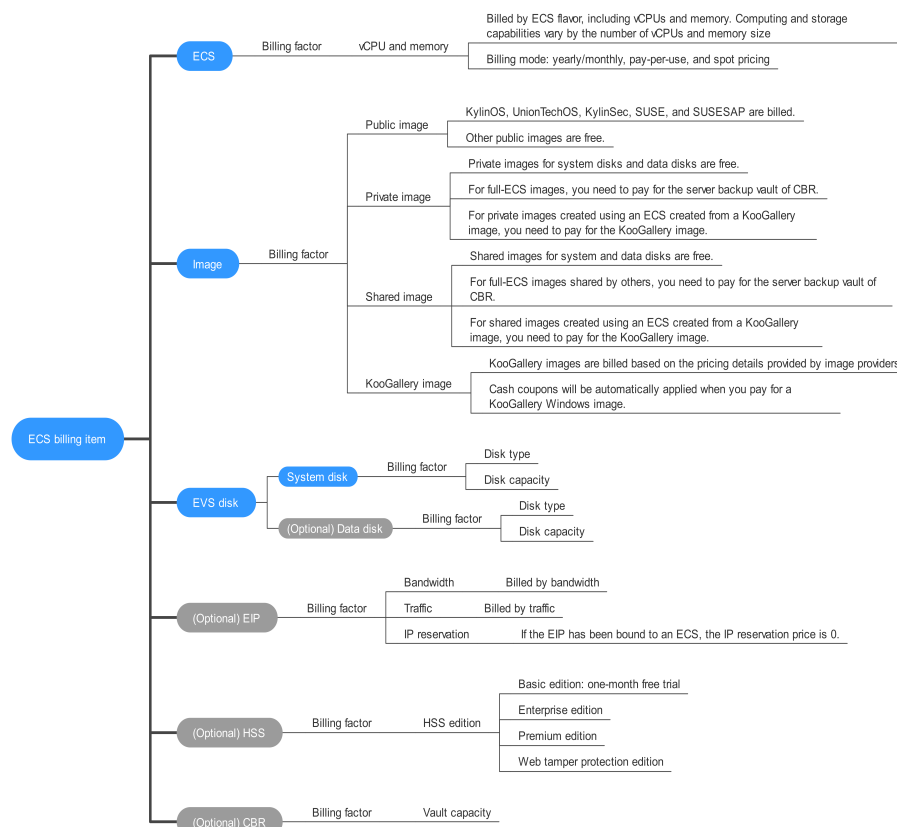 ECS billing item
ECS
Billing factor
vCPU and memory
Billed by ECS flavor, including vCPUs and memory. Computing and storage
capabilities vary by the number of vCPUs and memory size
Billing mode: yearly/monthly, pay-per-use, and spot pricing
Image
Billing factor
Public image
KylinOS, UnionTechOS, KylinSec, SUSE, and SUSESAP are billed.
Other public images are free.
Private image
Private images for system disks and data disks are free.
For full-ECS images, you need to pay for the server backup vault of CBR.
For private images created using an ECS created from a KooGallery
image, you need to pay for the KooGallery image.
Shared image
Shared images for system and data disks are free.
For full-ECS images shared by others, you need to pay for the server backup vault of
CBR.
For shared images created using an ECS created from a KooGallery
image, you need to pay for the KooGallery image.
KooGallery image
KooGallery images are billed based on the pricing details provided by image providers
Cash coupons will be automatically applied when you pay for a
KooGallery Windows image.
EVS disk
System disk
Billing factor
Disk type
Disk capacity
(Optional) Data disk
Billing factor
Disk type
Disk capacity
(Optional) EIP
Billing factor
Bandwidth
Billed by bandwidth
Traffic
Billed by traffic
IP reservation
If the EIP has been bound to an ECS, the IP reservation price is 0.
(Optional) HSS
Billing factor
HSS edition
Basic edition: one-month free trial
Enterprise edition
Premium edition
Web tamper protection edition
(Optional) CBR
Billing factor
Vault capacity